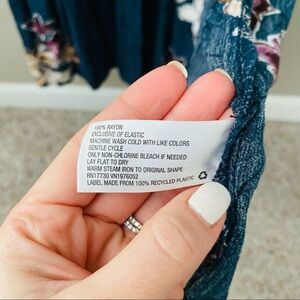 100% RAYON
EXCLUSIVE OF ELASTIC
MACHINE WASH COLD WITH LIKE COLORS
GENTLE CYCLE
ONLY NON-CHLORINE BLEACH IF NEEDED
LAY FLAT TO DRY
WARM STEAM IRON TO ORIGINAL SHAPE
RN17730 VN1976052
LABEL MADE FROM 100% RECYCLED PLASTIC